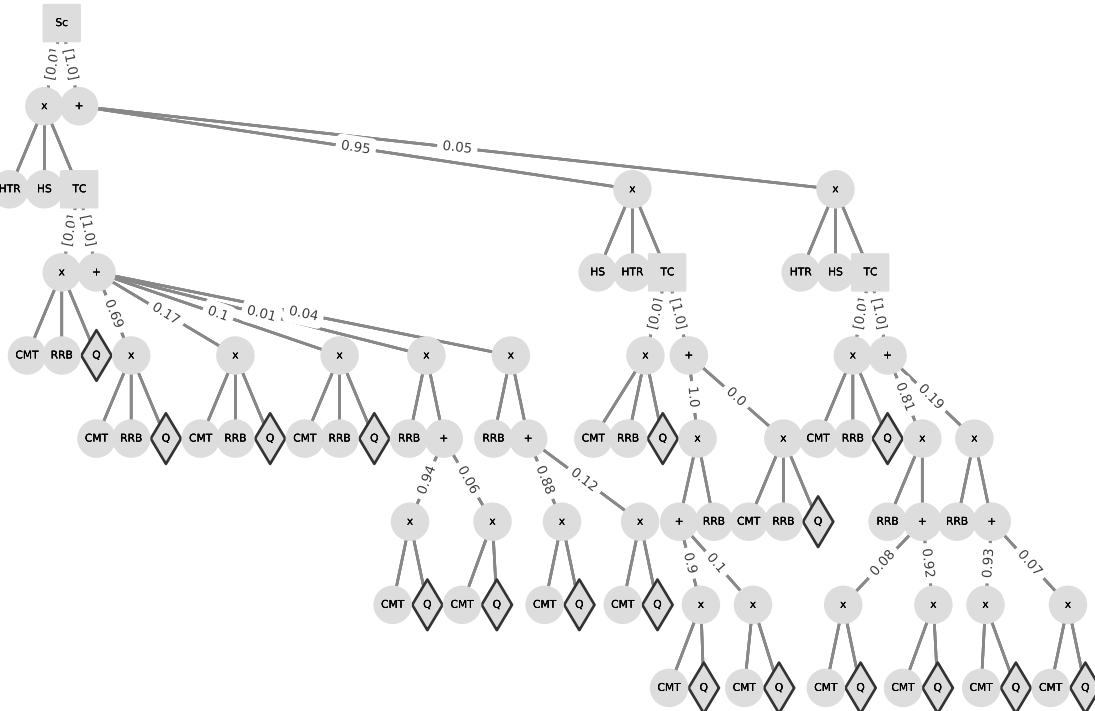 Sc
[0.0] [1.0]
x +
0.95 0.05
HTR HS TC x x
[0.0] [1.0]
x + HS HTR TC HTR HS TC
0.69 0.17 0.1 0.01 0.04 [0.0] [1.0] [0.0] [1.0]
CMT RRB Q x x x x x x + x +
1.0 0.0 0.81 0.19
CMT RRB Q CMT RRB Q CMT RRB Q RRB + RRB + CMT RRB Q x x CMT RRB Q x x
0.94 0.06 0.88 0.12
x x x x + RRB CMT RRB Q RRB + RRB +
0.9 0.1 0.08 0.92 0.93 0.07
CMT Q CMT Q CMT Q CMT Q x x x x x x
CMT Q CMT Q CMT Q CMT Q CMT Q CMT Q